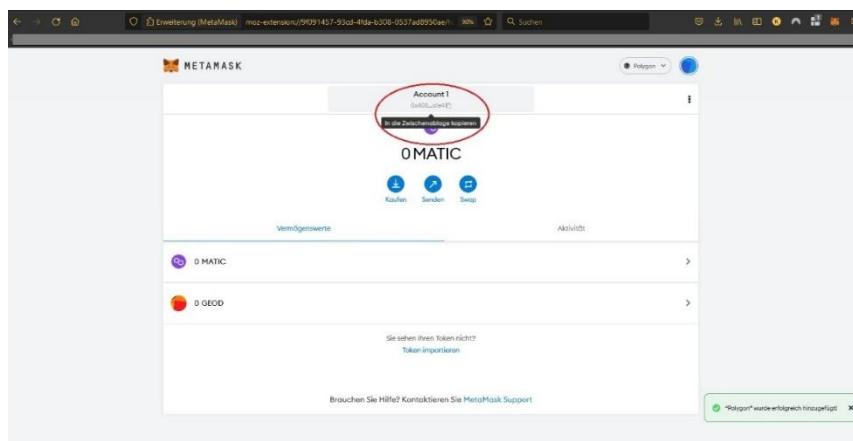 Erweiterung (MetaMask)
90%
Suchen
METAMASK
Polygon
Account 1
In die Zwischenablage kopieren
0 MATIC
Kaufen
Senden
Swap
Vermögenswerte
Aktivität
0 MATIC
0 GEOD
Sie sehen Ihren Token nicht?
Token importieren
Brauchen Sie Hilfe? Kontaktieren Sie MetaMask Support
"Polygon" wurde erfolgreich hinzugefügt!